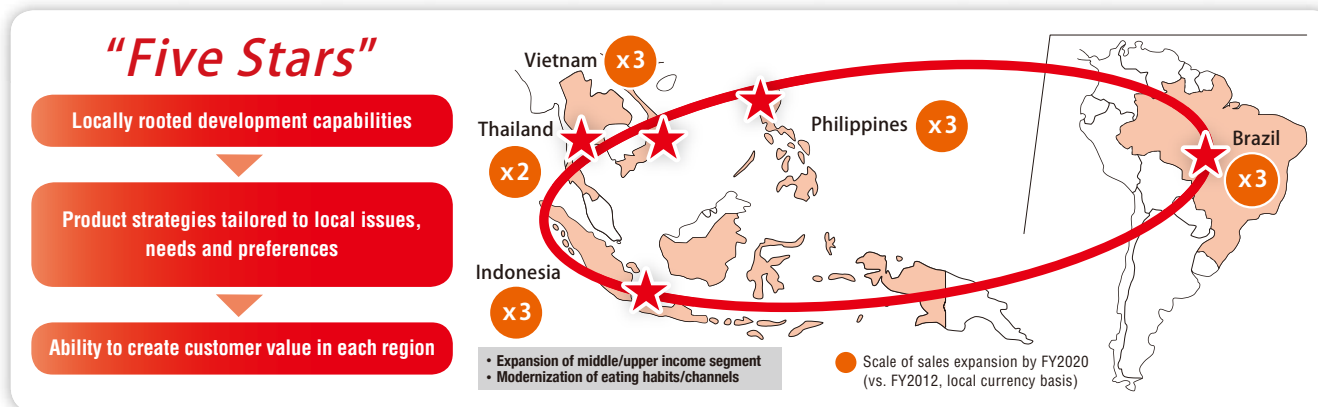 “Five Stars”
Locally rooted development capabilities
Product strategies tailored to local issues,
needs and preferences
Ability to create customer value in each region
Vietnam
x3
Thailand
x2
Philippines
x3
Brazil
x3
Indonesia
x3
• Expansion of middle/upper income segment
• Modernization of eating habits/channels
Scale of sales expansion by FY2020
(vs. FY2012, local currency basis)